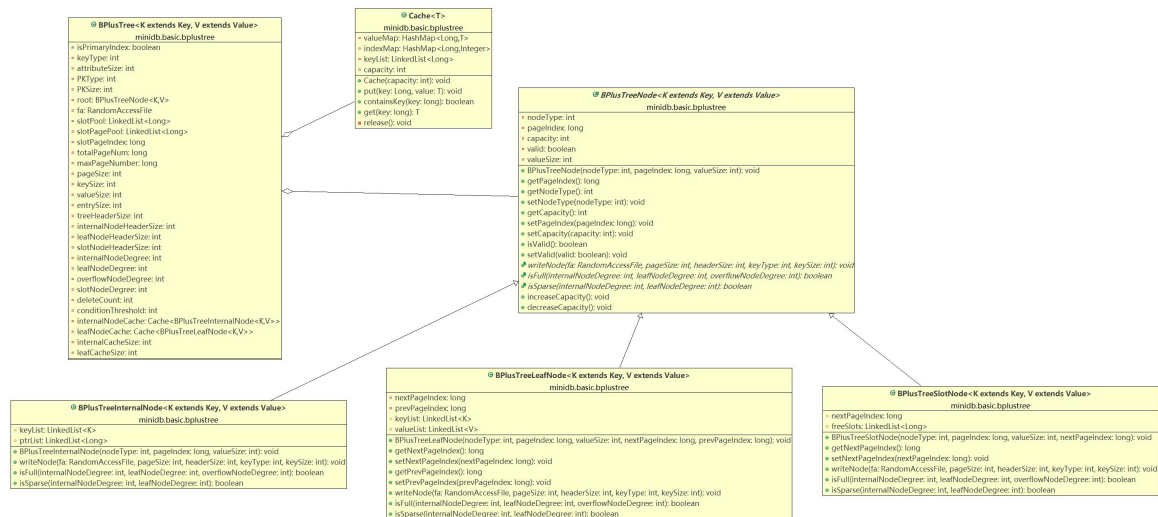 BPlusTree<K extends Key, V extends Value>
minidb.basic.bplustree
isPrimaryIndex: boolean
keyType: int
attributeSize: int
PKType: int
PKSize: int
root: BPlusTreeNode<K,V>
fa: RandomAccessFile
slotPool: LinkedList<Long>
slotPagePool: LinkedList<Long>
slotPageIndex: long
totalPageNum: long
maxPageNumber: long
pageSize: int
keySize: int
valueSize: int
entrySize: int
treeHeaderSize: int
internalNodeHeaderSize: int
leafNodeHeaderSize: int
slotNodeHeaderSize: int
internalNodeDegree: int
leafNodeDegree: int
overflowNodeDegree: int
slotNodeDegree: int
deleteCount: int
conditionThreshold: int
internalNodeCache: Cache<BPlusTreeInternalNode<K,V>>
leafNodeCache: Cache<BPlusTreeLeafNode<K,V>>
internalCacheSize: int
leafCacheSize: int
Cache<T>
minidb.basic.bplustree
valueMap: HashMap<Long,T>
indexMap: HashMap<Long,Integer>
keyList: LinkedList<Long>
capacity: int
Cache(capacity: int): void
put(key: Long, value: T): void
containsKey(key: long): boolean
get(key: long): T
release(): void
BPlusTreeNode<K extends Key, V extends Value>
minidb.basic.bplustree
nodeType: int
pageIndex: long
capacity: int
valid: boolean
valueSize: int
BPlusTreeNode(nodeType: int, pageIndex: long, valueSize: int): void
getPageIndex(): long
getNodeType(): int
setNodeType(nodeType: int): void
getCapacity(): int
setPageIndex(pageIndex: long): void
setCapacity(capacity: int): void
isValid(): boolean
setValid(valid: boolean): void
writeNode(fa: RandomAccessFile, pageSize: int, headerSize: int, keyType: int, keySize: int): void
isFull(internalNodeDegree: int, leafNodeDegree: int, overflowNodeDegree: int): boolean
isSparse(internalNodeDegree: int, leafNodeDegree: int): boolean
increaseCapacity(): void
decreaseCapacity(): void
BPlusTreeInternalNode<K extends Key, V extends Value>
minidb.basic.bplustree
keyList: LinkedList<K>
ptrList: LinkedList<Long>
BPlusTreeInternalNode(nodeType: int, pageIndex: long, valueSize: int): void
writeNode(fa: RandomAccessFile, pageSize: int, headerSize: int, keyType: int, keySize: int): void
isFull(internalNodeDegree: int, leafNodeDegree: int, overflowNodeDegree: int): boolean
isSparse(internalNodeDegree: int, leafNodeDegree: int): boolean
BPlusTreeLeafNode<K extends Key, V extends Value>
minidb.basic.bplustree
nextPageIndex: long
prevPageIndex: long
keyList: LinkedList<K>
valueList: LinkedList<V>
BPlusTreeLeafNode(nodeType: int, pageIndex: long, valueSize: int, nextPageIndex: long, prevPageIndex: long): void
getNextPageIndex(): long
setNextPageIndex(nextPageIndex: long): void
getPrevPageIndex(): long
setPrevPageIndex(prevPageIndex: long): void
writeNode(fa: RandomAccessFile, pageSize: int, headerSize: int, keyType: int, keySize: int): void
isFull(internalNodeDegree: int, leafNodeDegree: int, overflowNodeDegree: int): boolean
isSparse(internalNodeDegree: int, leafNodeDegree: int): boolean
BPlusTreeSlotNode<K extends Key, V extends Value>
minidb.basic.bplustree
nextPageIndex: long
freeSlots: LinkedList<Long>
BPlusTreeSlotNode(nodeType: int, pageIndex: long, valueSize: int, nextPageIndex: long): void
getNextPageIndex(): long
setNextPageIndex(nextPageIndex: long): void
writeNode(fa: RandomAccessFile, pageSize: int, headerSize: int, keyType: int, keySize: int): void
isFull(internalNodeDegree: int, leafNodeDegree: int, overflowNodeDegree: int): boolean
isSparse(internalNodeDegree: int, leafNodeDegree: int): boolean